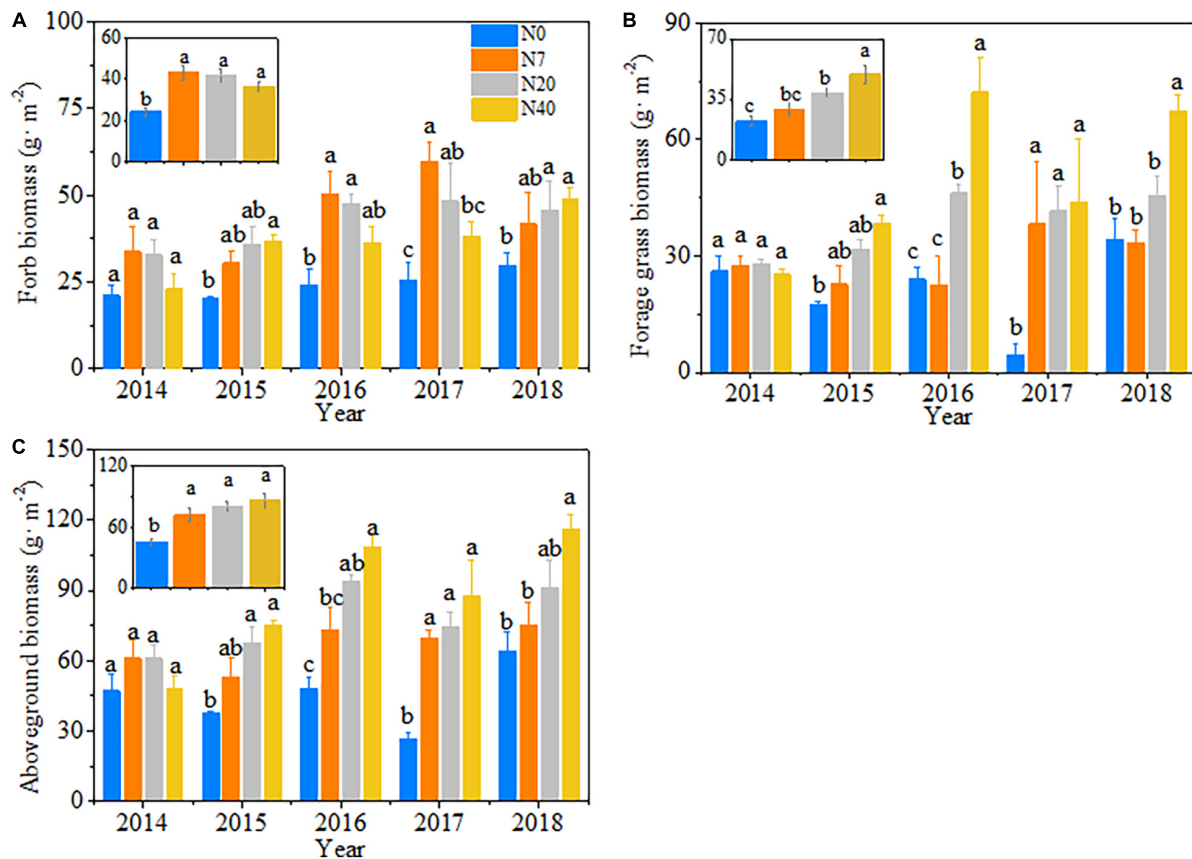 A
Forb biomass (g· m⁻²)
100
75
50
25
0
60
40
20
0
b a a a
N0
N7
N20
N40
a a a a
b ab ab a
b a a ab
c a ab bc
b ab a a
2014 2015 2016 2017 2018
Year
B
Forage grass biomass (g· m⁻²)
90
60
30
0
70
35
0
c bc b a
a a a a
b ab ab a
c c b a
b a a a
b b b a
2014 2015 2016 2017 2018
Year
C
Aboveground biomass (g· m⁻²)
150
120
90
60
30
0
120
60
0
b a a a
a a a a
b ab a a
c bc ab a
b a a a
b b ab a
2014 2015 2016 2017 2018
Year